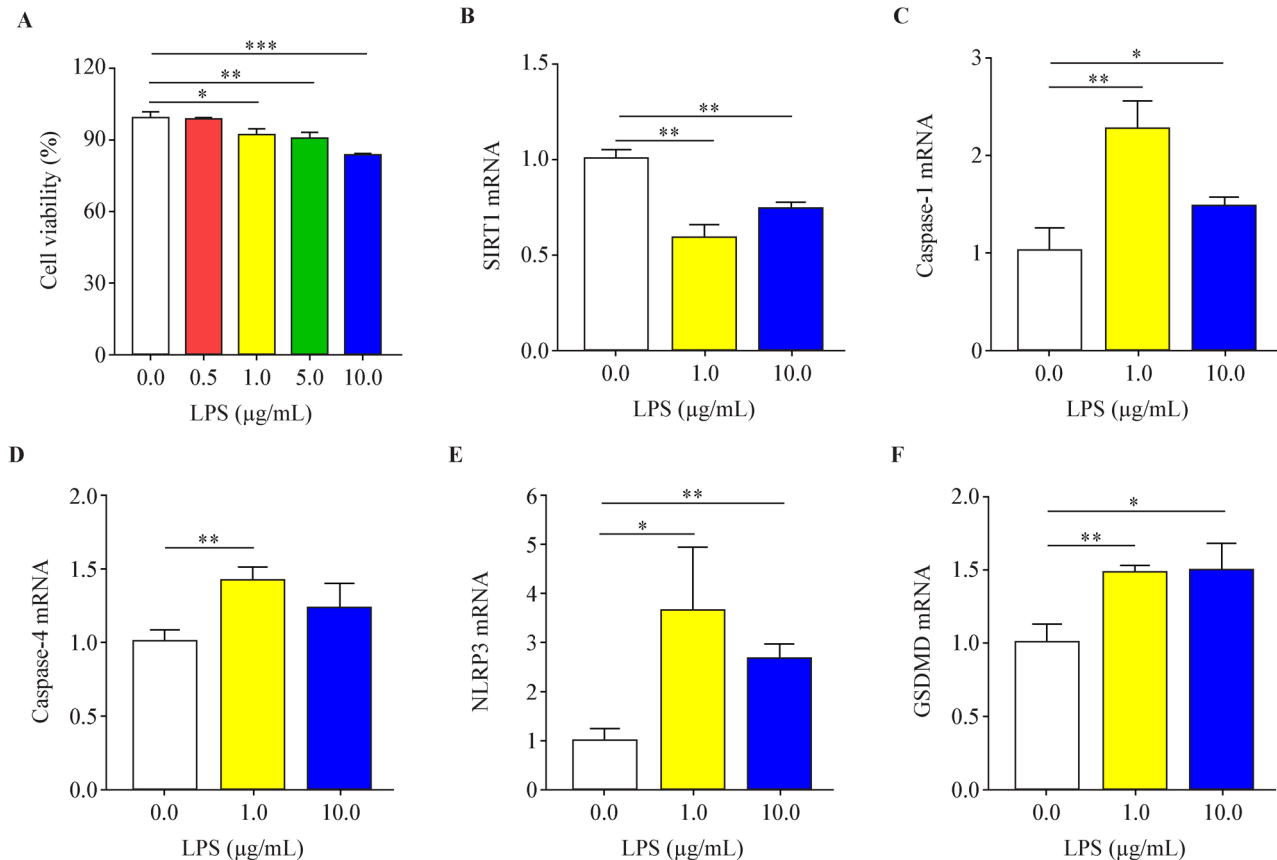 A
***
**
*
120
90
60
30
0
Cell viability (%)
0.0 0.5 1.0 5.0 10.0
LPS (μg/mL)
B
**
**
1.5
1.0
0.5
0.0
SIRT1 mRNA
0.0 1.0 10.0
LPS (μg/mL)
C
*
**
3
2
1
0
Caspase-1 mRNA
0.0 1.0 10.0
LPS (μg/mL)
D
**
2.0
1.5
1.0
0.5
0.0
Caspase-4 mRNA
0.0 1.0 10.0
LPS (μg/mL)
E
**
*
6
5
4
3
2
1
0
NLRP3 mRNA
0.0 1.0 10.0
LPS (μg/mL)
F
*
**
2.0
1.5
1.0
0.5
0.0
GSDMD mRNA
0.0 1.0 10.0
LPS (μg/mL)